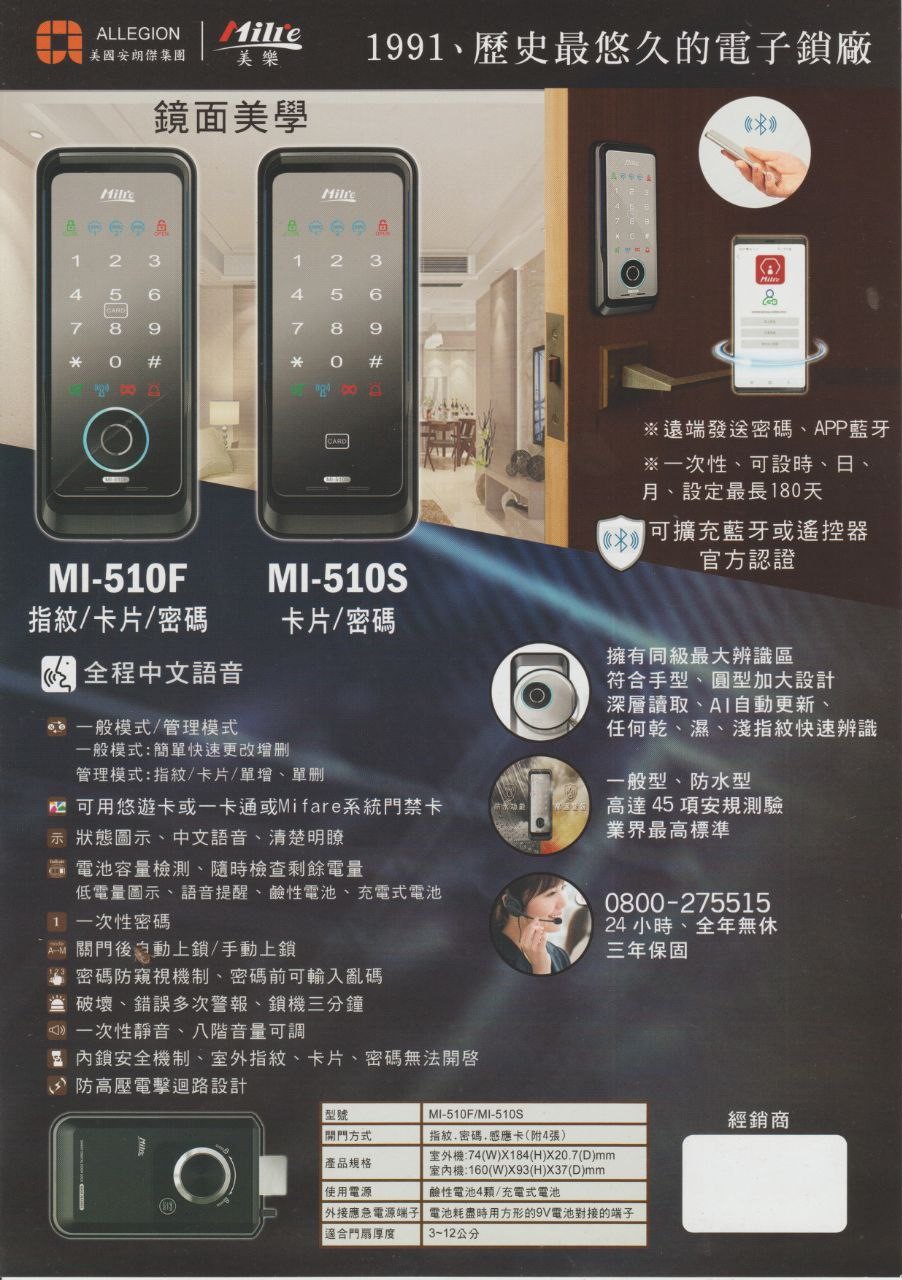 ALLEGION
美國安朗傑集團
Milre
美樂
1991、歷史最悠久的電子鎖廠
鏡面美學
Milre
OPEN
1 2 3
4 5 6
CARD
7 8 9
* 0 #
MI-510F
Milre
OPEN
1 2 3
4 5 6
7 8 9
* 0 #
CARD
MI-510S
Milre
1 2 3
4 5 6
7 8 9
Milre
※遠端發送密碼、APP藍牙
※一次性、可設時、日、
月、設定最長180天
可擴充藍牙或遙控器
官方認證
MI-510F
指紋/卡片/密碼
MI-510S
卡片/密碼
全程中文語音
一般模式/管理模式
一般模式:簡單快速更改增刪
管理模式:指紋/卡片/單增、單刪
可用悠遊卡或一卡通或Mifare系統門禁卡
示 狀態圖示、中文語音、清楚明瞭
電池容量檢測、隨時檢查剩餘電量
低電量圖示、語音提醒、鹼性電池、充電式電池
1 一次性密碼
A-M 關門後自動上鎖/手動上鎖
123 密碼防窺視機制、密碼前可輸入亂碼
破壞、錯誤多次警報、鎖機三分鐘
一次性靜音、八階音量可調
內鎖安全機制、室外指紋、卡片、密碼無法開啓
防高壓電擊迴路設計
擁有同級最大辨識區
符合手型、圓型加大設計
深層讀取、AI自動更新、
任何乾、濕、淺指紋快速辨識
一般型、防水型
高達 45 項安規測驗
業界最高標準
0800-275515
24 小時、全年無休
三年保固
Milre
型號 MI-510F/MI-510S
開門方式 指紋.密碼.感應卡(附4張)
產品規格 室外機:74(W)X184(H)X20.7(D)mm
室內機:160(W)X93(H)X37(D)mm
使用電源 鹼性電池4顆/充電式電池
外接應急電源端子 電池耗盡時用方形的9V電池對接的端子
適合門扇厚度 3~12公分
經銷商